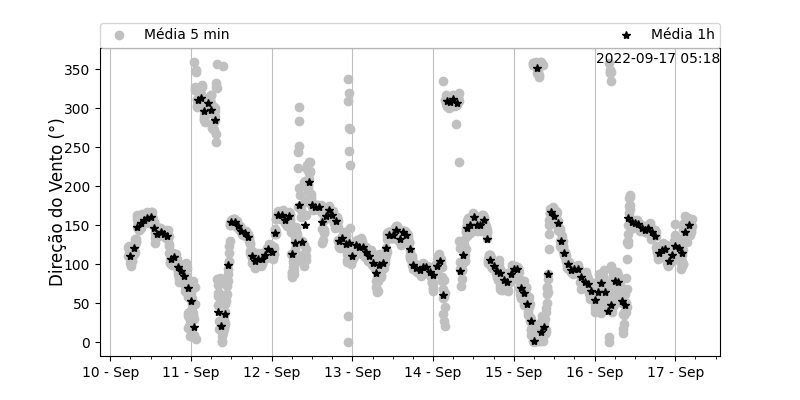 Média 5 min
Média 1h
2022-09-17 05:18
Direção do Vento (°)
350
300
250
200
150
100
50
0
10 - Sep
11 - Sep
12 - Sep
13 - Sep
14 - Sep
15 - Sep
16 - Sep
17 - Sep